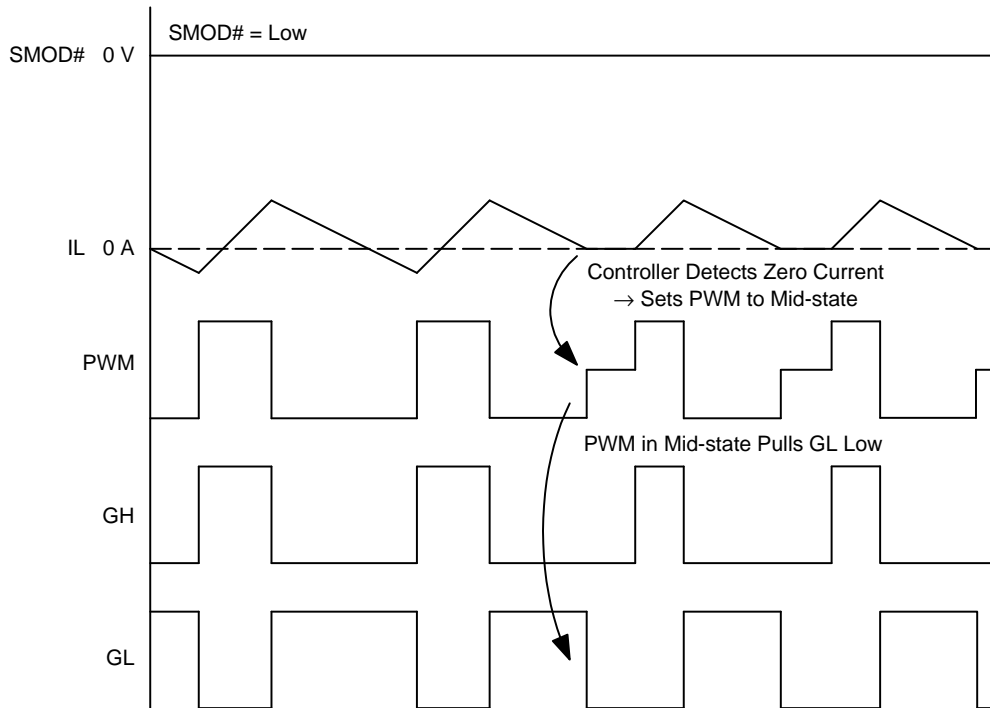 SMOD# = Low
SMOD# 0 V
IL 0 A
Controller Detects Zero Current
→ Sets PWM to Mid-state
PWM
PWM in Mid-state Pulls GL Low
GH
GL